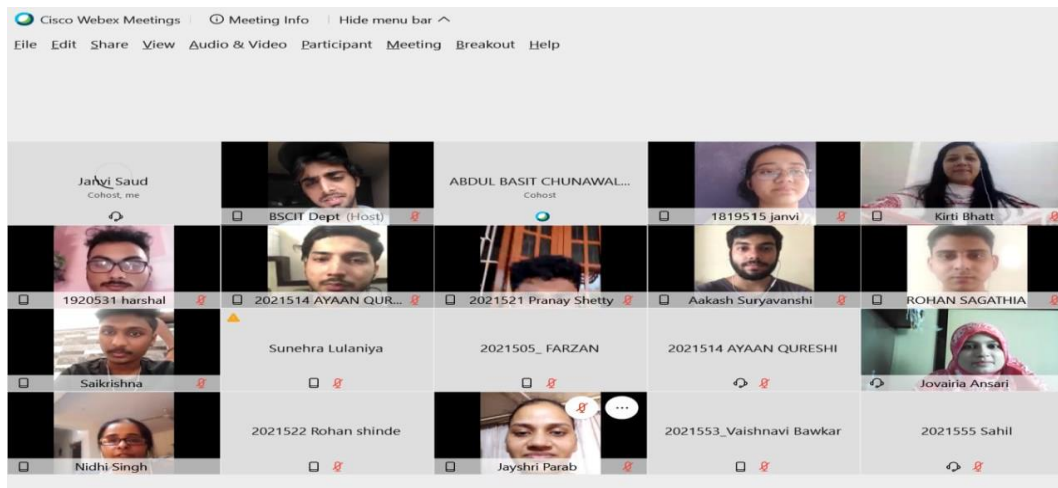 Cisco Webex Meetings Meeting Info Hide menu bar
File Edit Share View Audio & Video Participant Meeting Breakout Help
Janvi Saud
Cohost, me
BSCIT Dept (Host)
ABDUL BASIT CHUNAWAL...
Cohost
1819515 janvi
Kirti Bhatt
1920531 harshal
2021514 AYAAN QUR...
2021521 Pranay Shetty
Aakash Suryavanshi
ROHAN SAGATHIA
Saikrishna
Sunehra Lulaniya
2021505_ FARZAN
2021514 AYAAN QURESHI
Jovairia Ansari
Nidhi Singh
2021522 Rohan shinde
Jayshri Parab
2021553_Vaishnavi Bawkar
2021555 Sahil